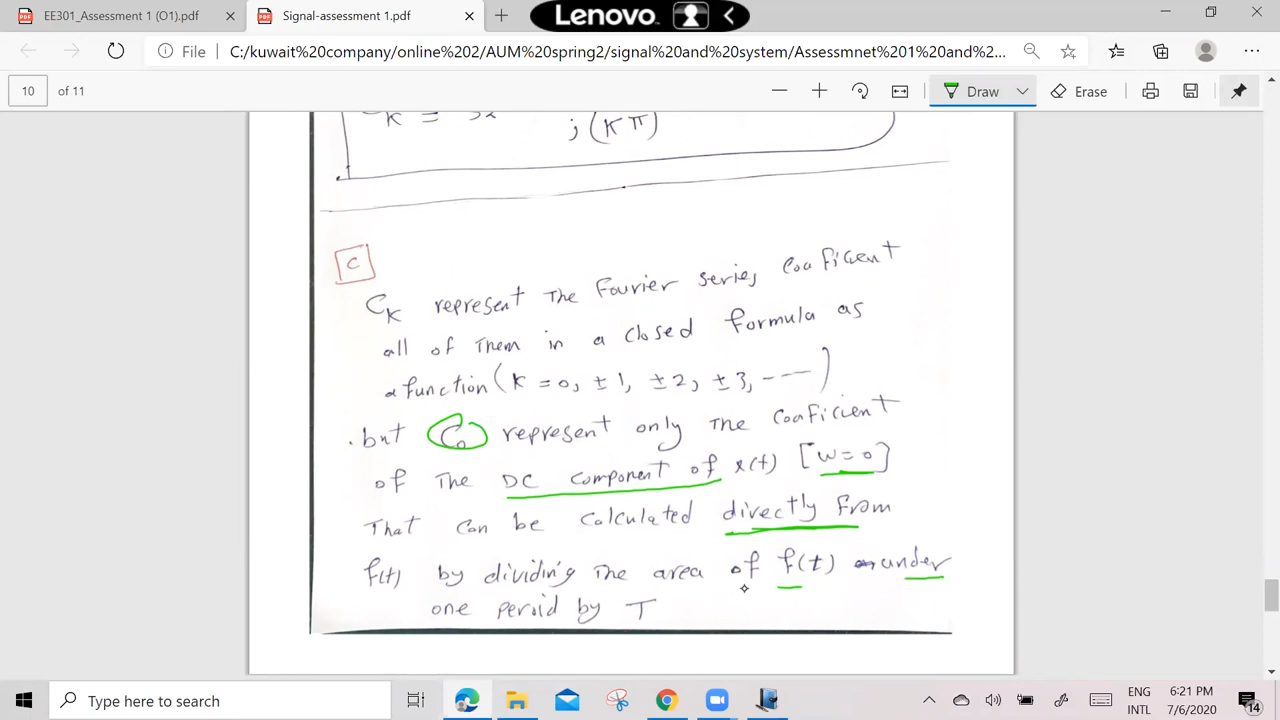 EE301_Assessment 1 (O1).pdf
Signal-assessment 1.pdf
Lenovo
File
C:/kuwait%20company/online%202/AUM%20spring2/signal%20and%20system/Assessmnet%201%20and%2...
10 of 11
Draw
Erase
j(Kπ)
C
CK represent The Fourier series Coaficient
all of Them in a closed formula as
a function (K = 0, ±1, ±2, ±3, ----)
.but C0 represent only The Coaficient
of The DC component of x(t) [w=0]
That can be calculated directly from
f(t) by dividing The area of f(t) under
one peroid by T
Type here to search
ENG
INTL
6:21 PM
7/6/2020
14